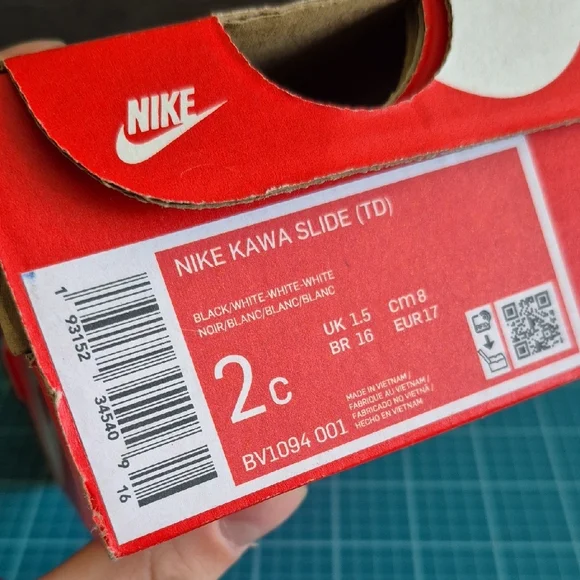 NIKE
NIKE KAWA SLIDE (TD)
BLACK/WHITE-WHITE-WHITE
NOIR/BLANC/BLANC/BLANC
2C
UK 1.5 cm 8
BR 16 EUR 17
BV1094 001
MADE IN VIETNAM /
FABRIQUE AU VIETNAM /
FABRICADO NO VIETNÃ /
HECHO EN VIETNAM
1 93152 34540 9 16